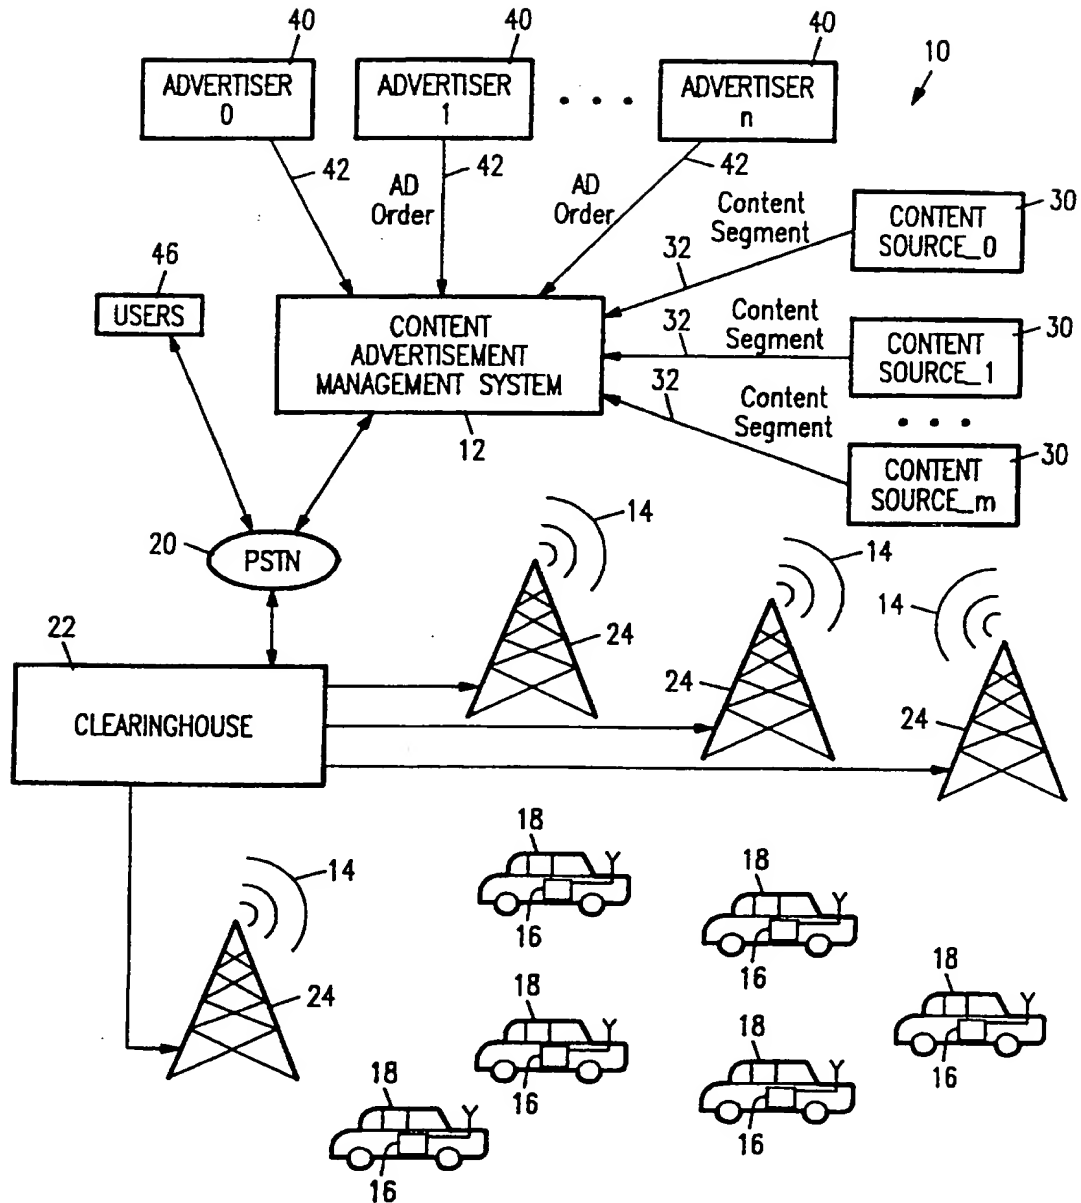 40
40
40
10
ADVERTISER
0
ADVERTISER
1
• • •
ADVERTISER
n
42
42
42
AD
Order
AD
Order
Content
Segment
30
CONTENT
SOURCE_0
32
46
USERS
CONTENT
ADVERTISEMENT
MANAGEMENT SYSTEM
12
32
Content
Segment
30
CONTENT
SOURCE_1
32
Content
Segment
• • •
30
CONTENT
SOURCE_m
20
PSTN
14
14
14
22
CLEARINGHOUSE
24
24
24
14
24
18
16
18
16
18
16
18
16
18
16
18
16